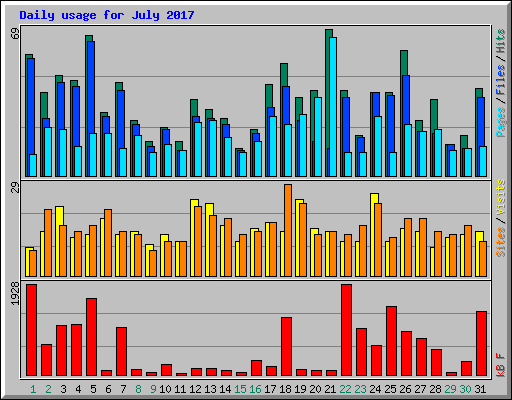 Daily usage for July 2017
69
Pages / Files / Hits
29
Sites / Visits
1928
kB F
1 2 3 4 5 6 7 8 9 10 11 12 13 14 15 16 17 18 19 20 21 22 23 24 25 26 27 28 29 30 31